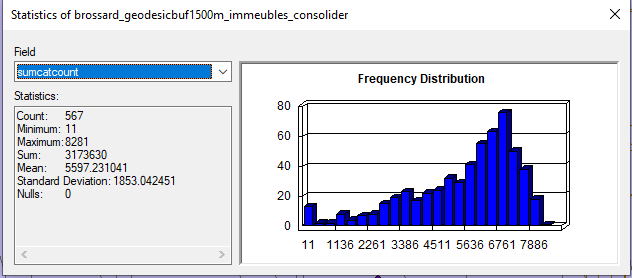 Statistics of brossard_geodesicbuf1500m_immeubles_consolider
Field
sumcatcount
Statistics:
Count: 567
Minimum: 11
Maximum: 8281
Sum: 3173630
Mean: 5597.231041
Standard Deviation: 1853.042451
Nulls: 0
Frequency Distribution
80
60
40
20
0
11 1136 2261 3386 4511 5636 6761 7886